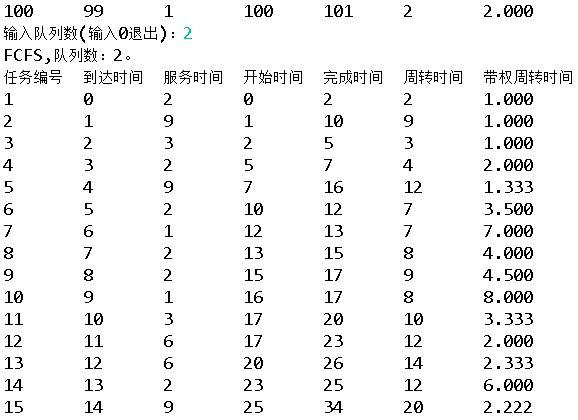 100 99 1 100 101 2 2.000
输入队列数(输入0退出)：2
FCFS,队列数：2。
任务编号 到达时间 服务时间 开始时间 完成时间 周转时间 带权周转时间
1 0 2 0 2 2 1.000
2 1 9 1 10 9 1.000
3 2 3 2 5 3 1.000
4 3 2 5 7 4 2.000
5 4 9 7 16 12 1.333
6 5 2 10 12 7 3.500
7 6 1 12 13 7 7.000
8 7 2 13 15 8 4.000
9 8 2 15 17 9 4.500
10 9 1 16 17 8 8.000
11 10 3 17 20 10 3.333
12 11 6 17 23 12 2.000
13 12 6 20 26 14 2.333
14 13 2 23 25 12 6.000
15 14 9 25 34 20 2.222